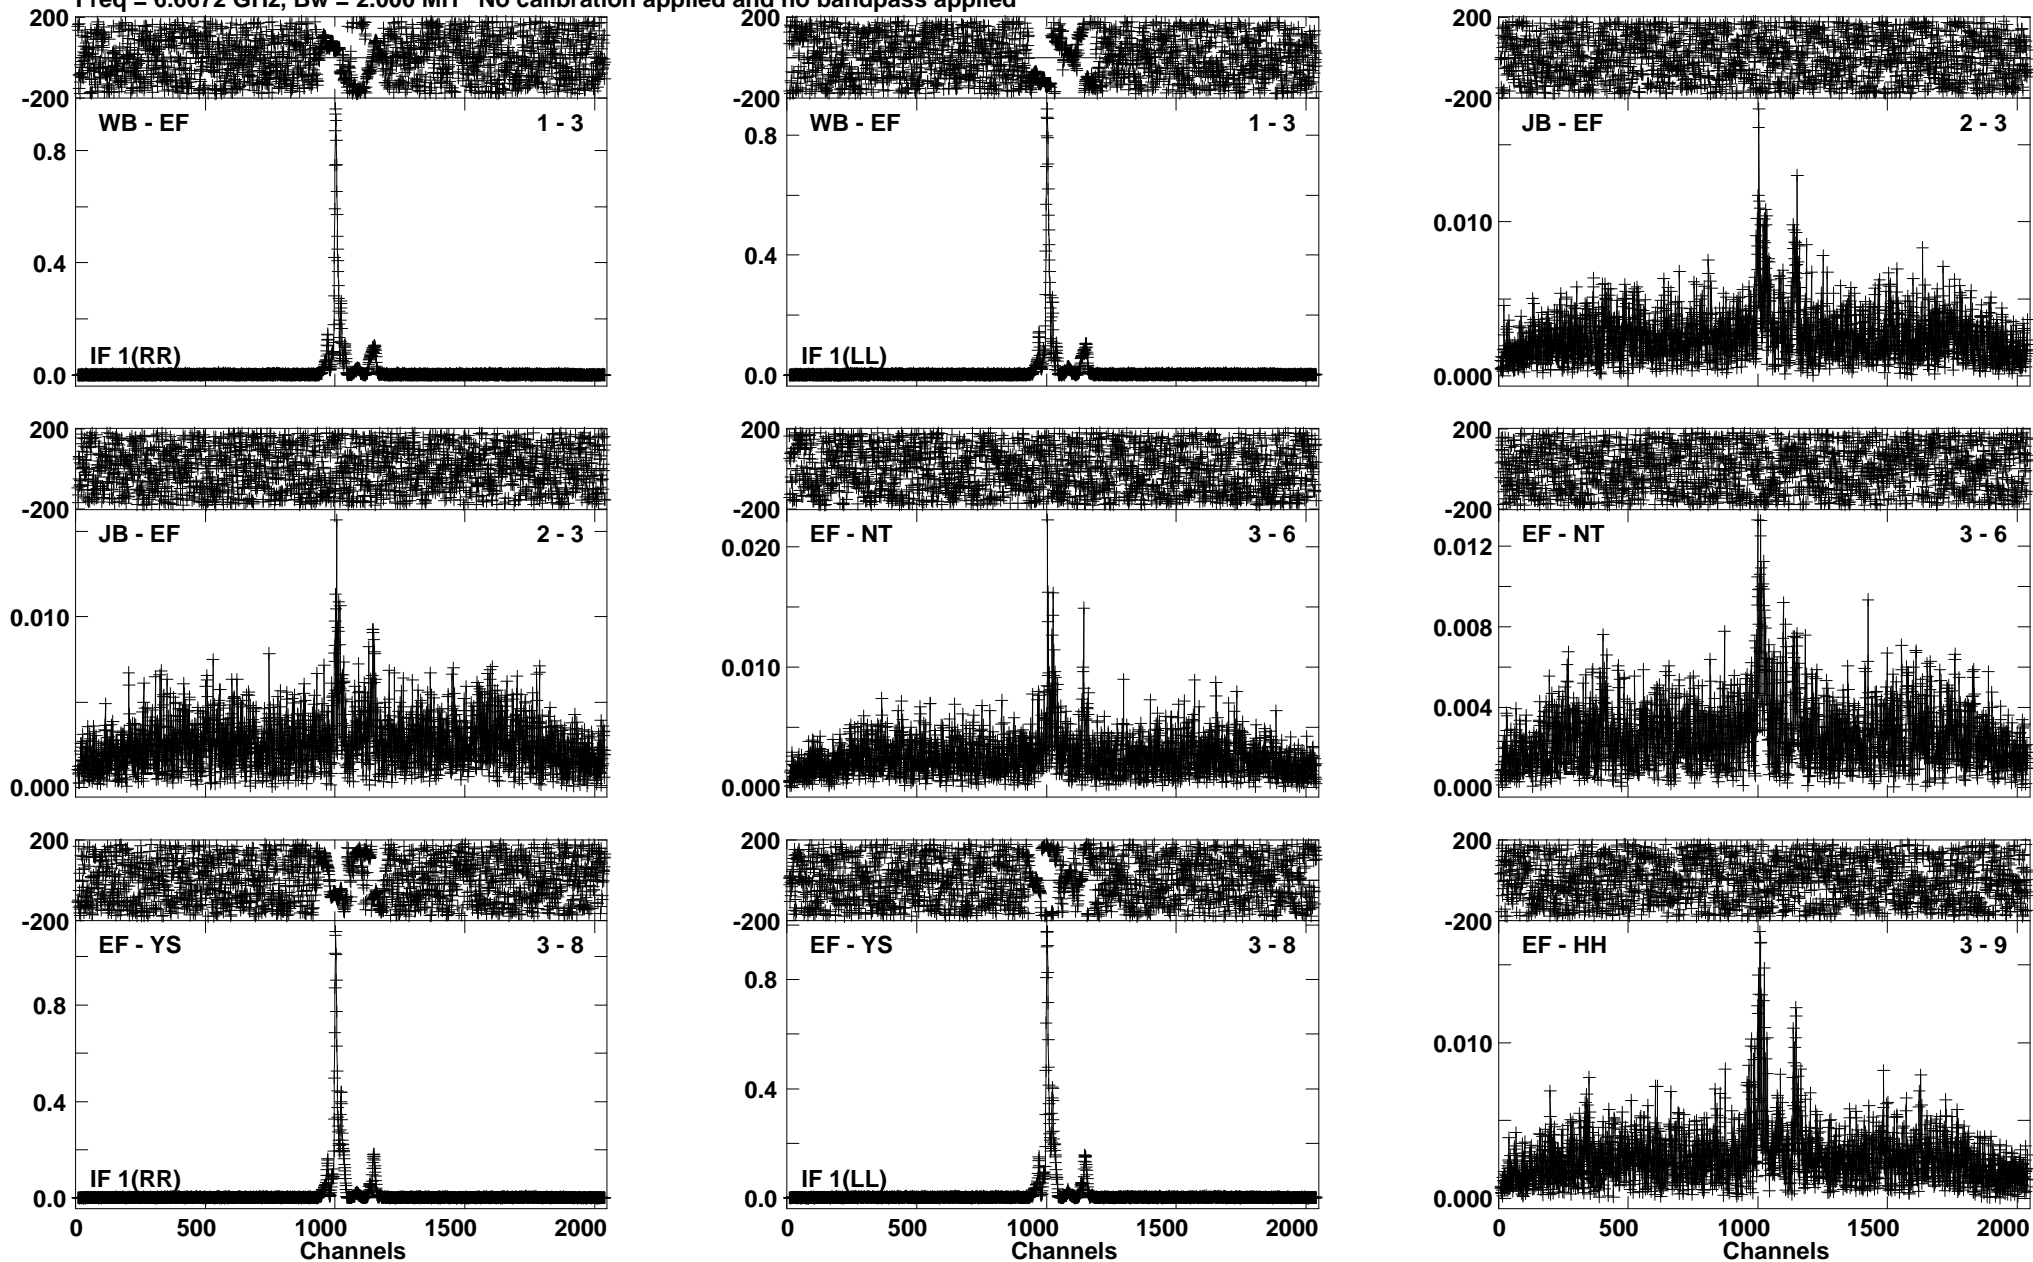 Freq = 6.6672 GHz, Bw = 2.000 MH No calibration applied and no bandpass applied
200
-200
WB - EF 1 - 3
0.8
0.4
0.0
IF 1(RR)
200
-200
WB - EF 1 - 3
0.8
0.4
0.0
IF 1(LL)
200
-200
JB - EF 2 - 3
0.010
0.000
200
-200
JB - EF 2 - 3
0.010
0.000
200
-200
EF - NT 3 - 6
0.020
0.010
0.000
200
-200
EF - NT 3 - 6
0.012
0.008
0.004
0.000
200
-200
EF - YS 3 - 8
0.8
0.4
0.0
IF 1(RR)
0 500 1000 1500 2000
Channels
200
-200
EF - YS 3 - 8
0.8
0.4
0.0
IF 1(LL)
0 500 1000 1500 2000
Channels
200
-200
EF - HH 3 - 9
0.010
0.000
0 500 1000 1500 2000
Channels